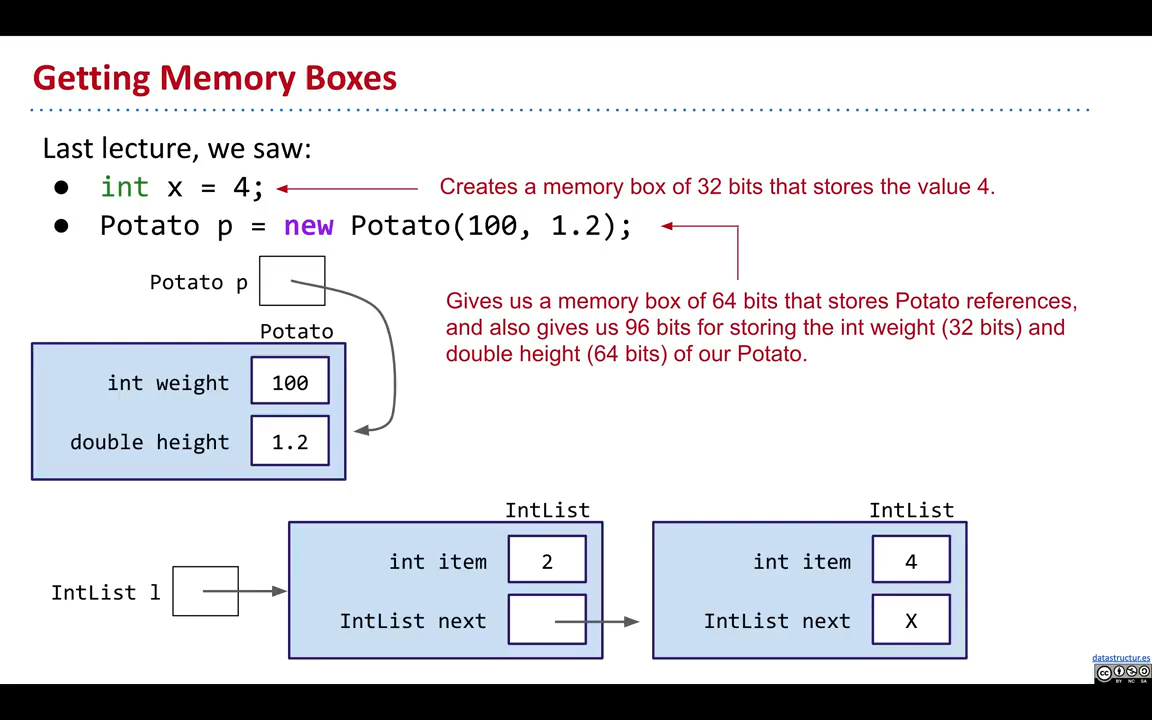 Getting Memory Boxes
Last lecture, we saw:
● int x = 4;
Creates a memory box of 32 bits that stores the value 4.
● Potato p = new Potato(100, 1.2);
Gives us a memory box of 64 bits that stores Potato references,
and also gives us 96 bits for storing the int weight (32 bits) and
double height (64 bits) of our Potato.
Potato p
Potato
int weight 100
double height 1.2
IntList l
IntList
int item 2
IntList next
IntList
int item 4
IntList next X
datastructur.es
CC BY NC SA